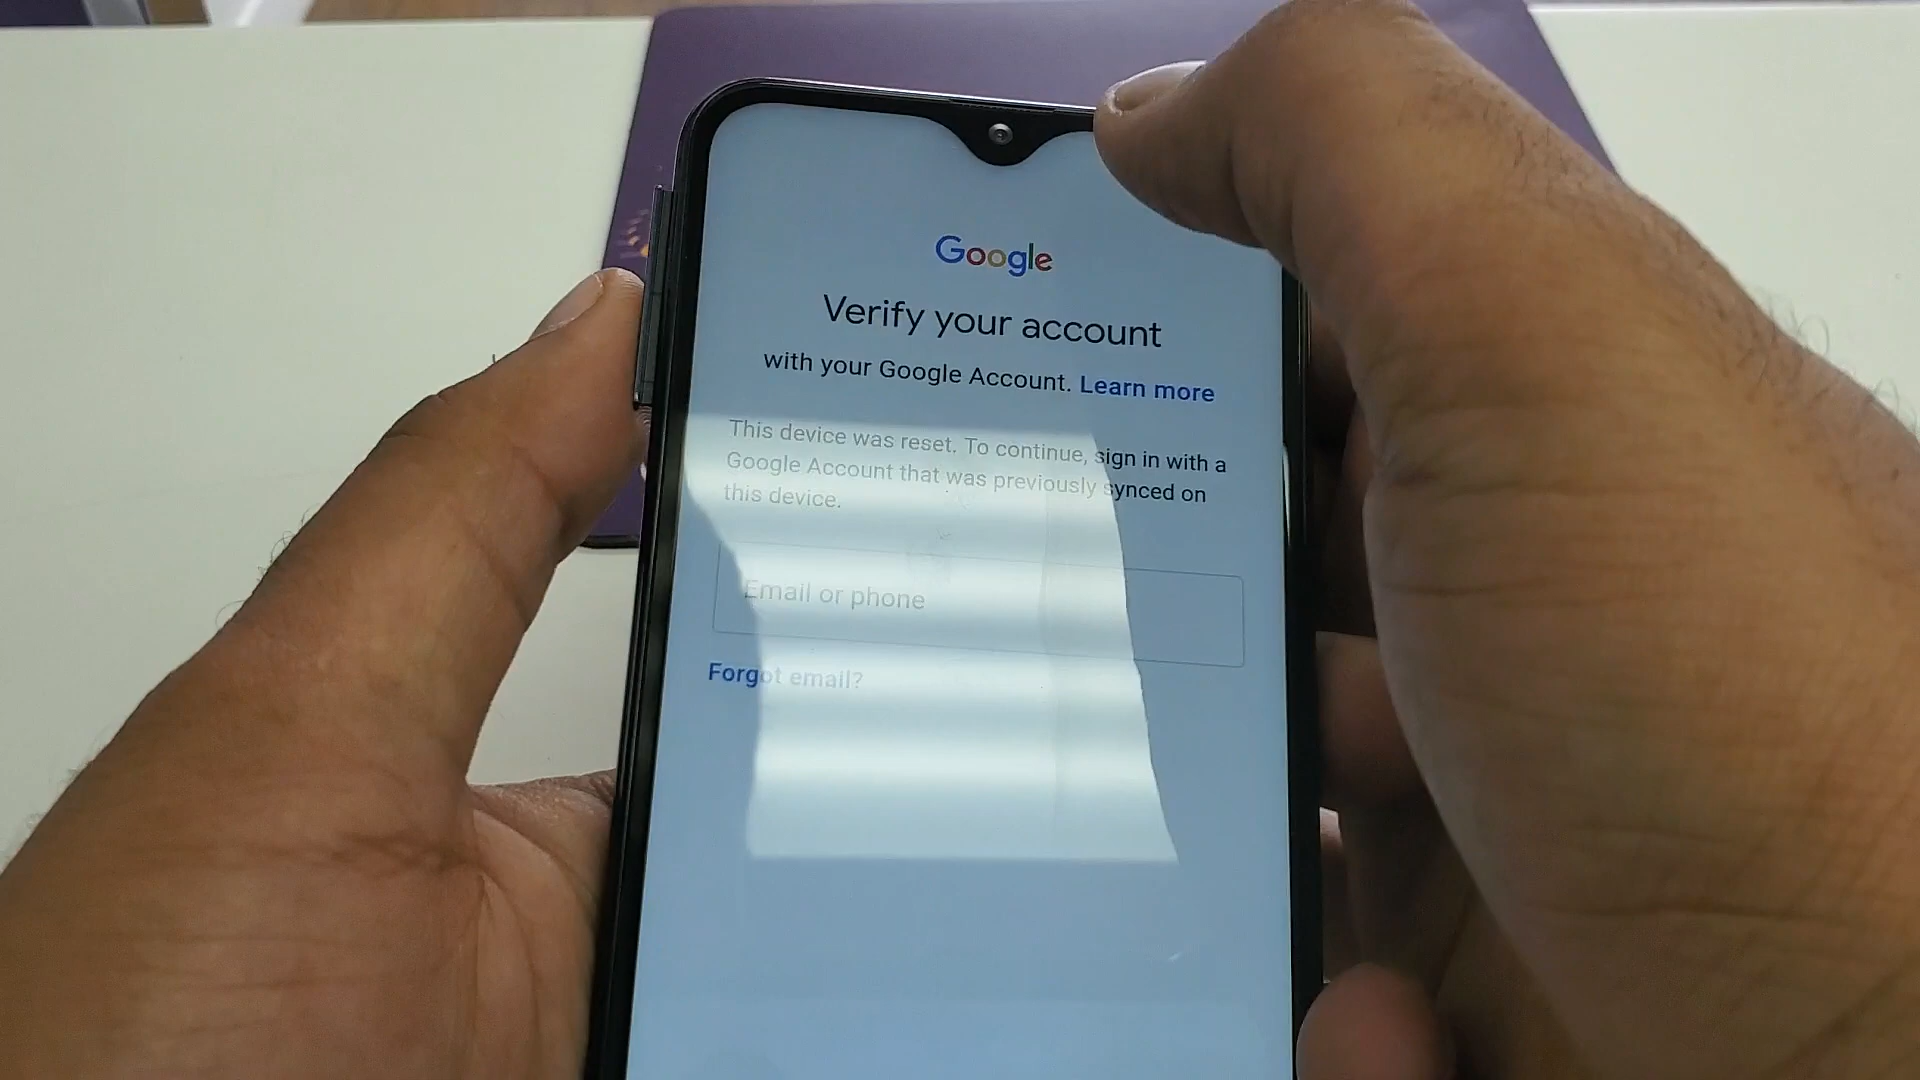 Google
Verify your account
with your Google Account. Learn more
This device was reset. To continue, sign in with a
Google Account that was previously synced on
this device.
Email or phone
Forgot email?